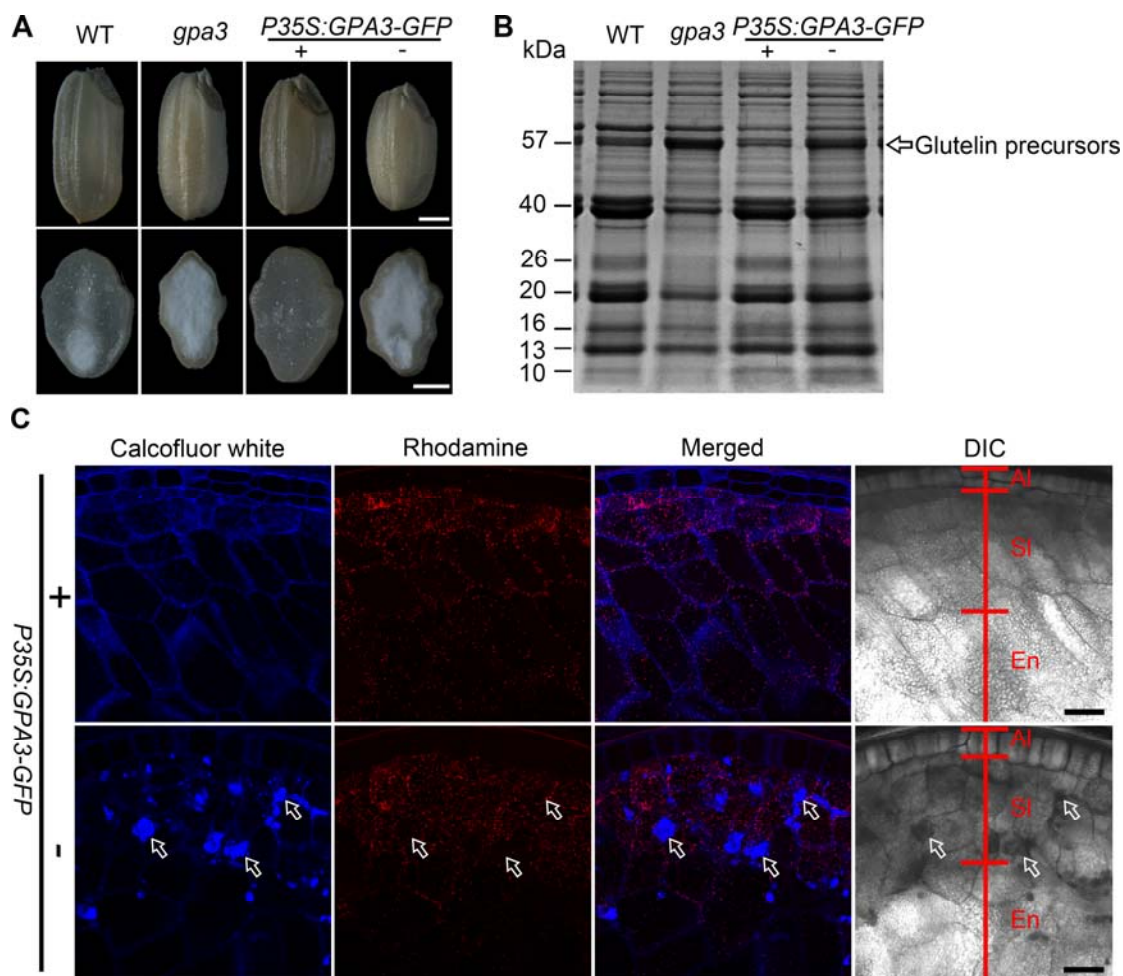 A
WT gpa3 P35S:GPA3-GFP
+ -
B
kDa WT gpa3 P35S:GPA3-GFP
+ -
57
Glutelin precursors
40
26
20
16
13
10
C
Calcofluor white Rhodamine Merged DIC
P35S:GPA3-GFP
+
Al
Sl
En
-
Al
Sl
En